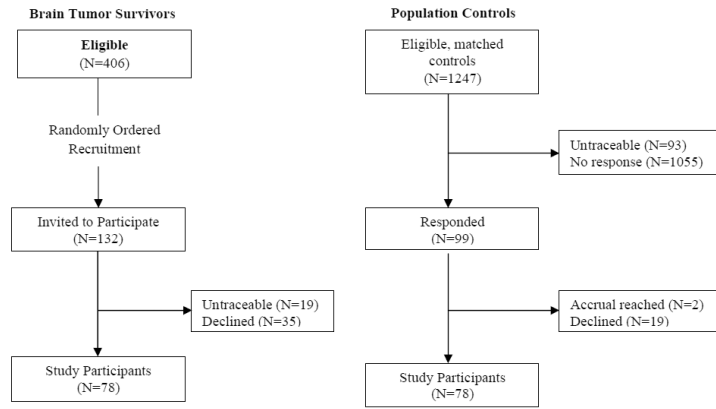 Brain Tumor Survivors
Eligible
(N=406)
Randomly Ordered
Recruitment
Invited to Participate
(N=132)
Untraceable (N=19)
Declined (N=35)
Study Participants
(N=78)
Population Controls
Eligible, matched
controls
(N=1247)
Untraceable (N=93)
No response (N=1055)
Responded
(N=99)
Accrual reached (N=2)
Declined (N=19)
Study Participants
(N=78)